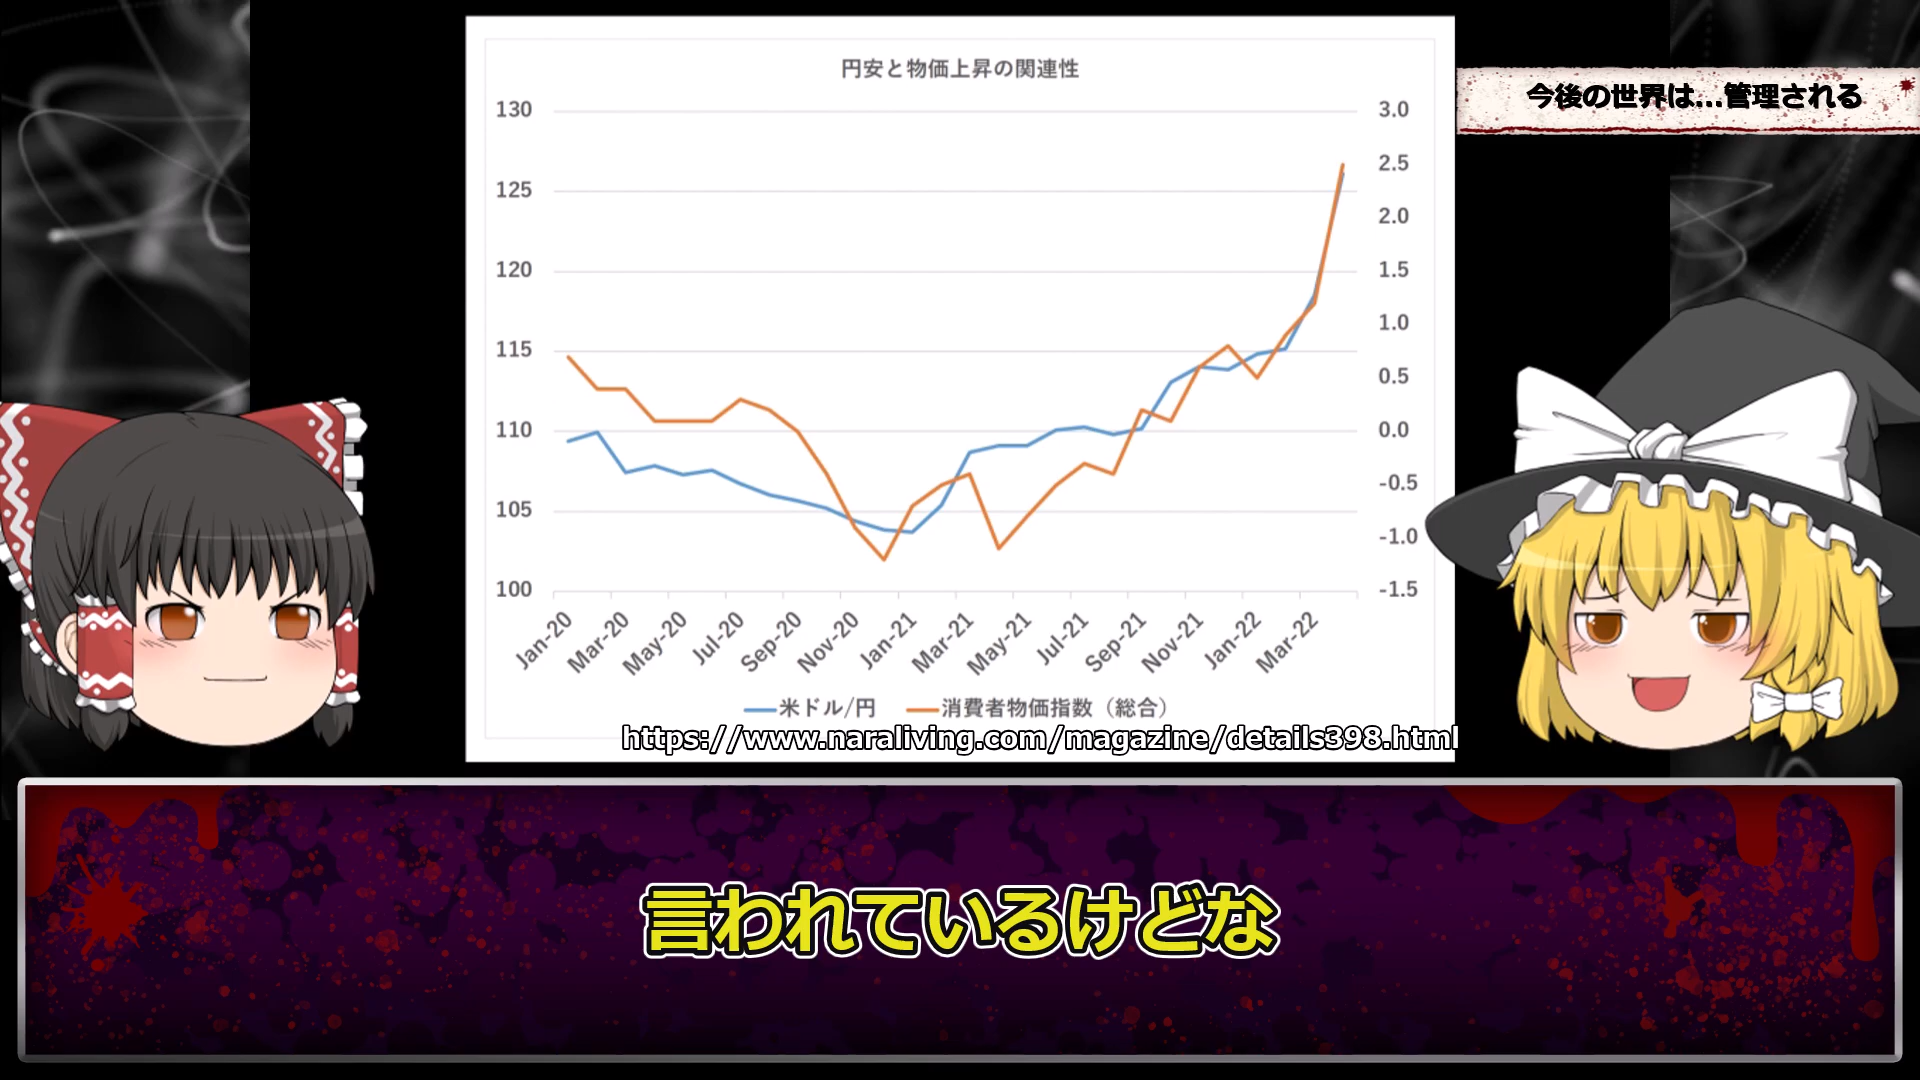 円安と物価上昇の関連性
今後の世界は...管理される
130
125
120
115
110
105
100
3.0
2.5
2.0
1.5
1.0
0.5
0.0
-0.5
-1.0
-1.5
Jan-20
Mar-20
May-20
Jul-20
Sep-20
Nov-20
Jan-21
Mar-21
May-21
Jul-21
Sep-21
Nov-21
Jan-22
Mar-22
米ドル/円 消費者物価指数（総合）
https://www.naraliving.com/magazine/details398.html
言われているけどな